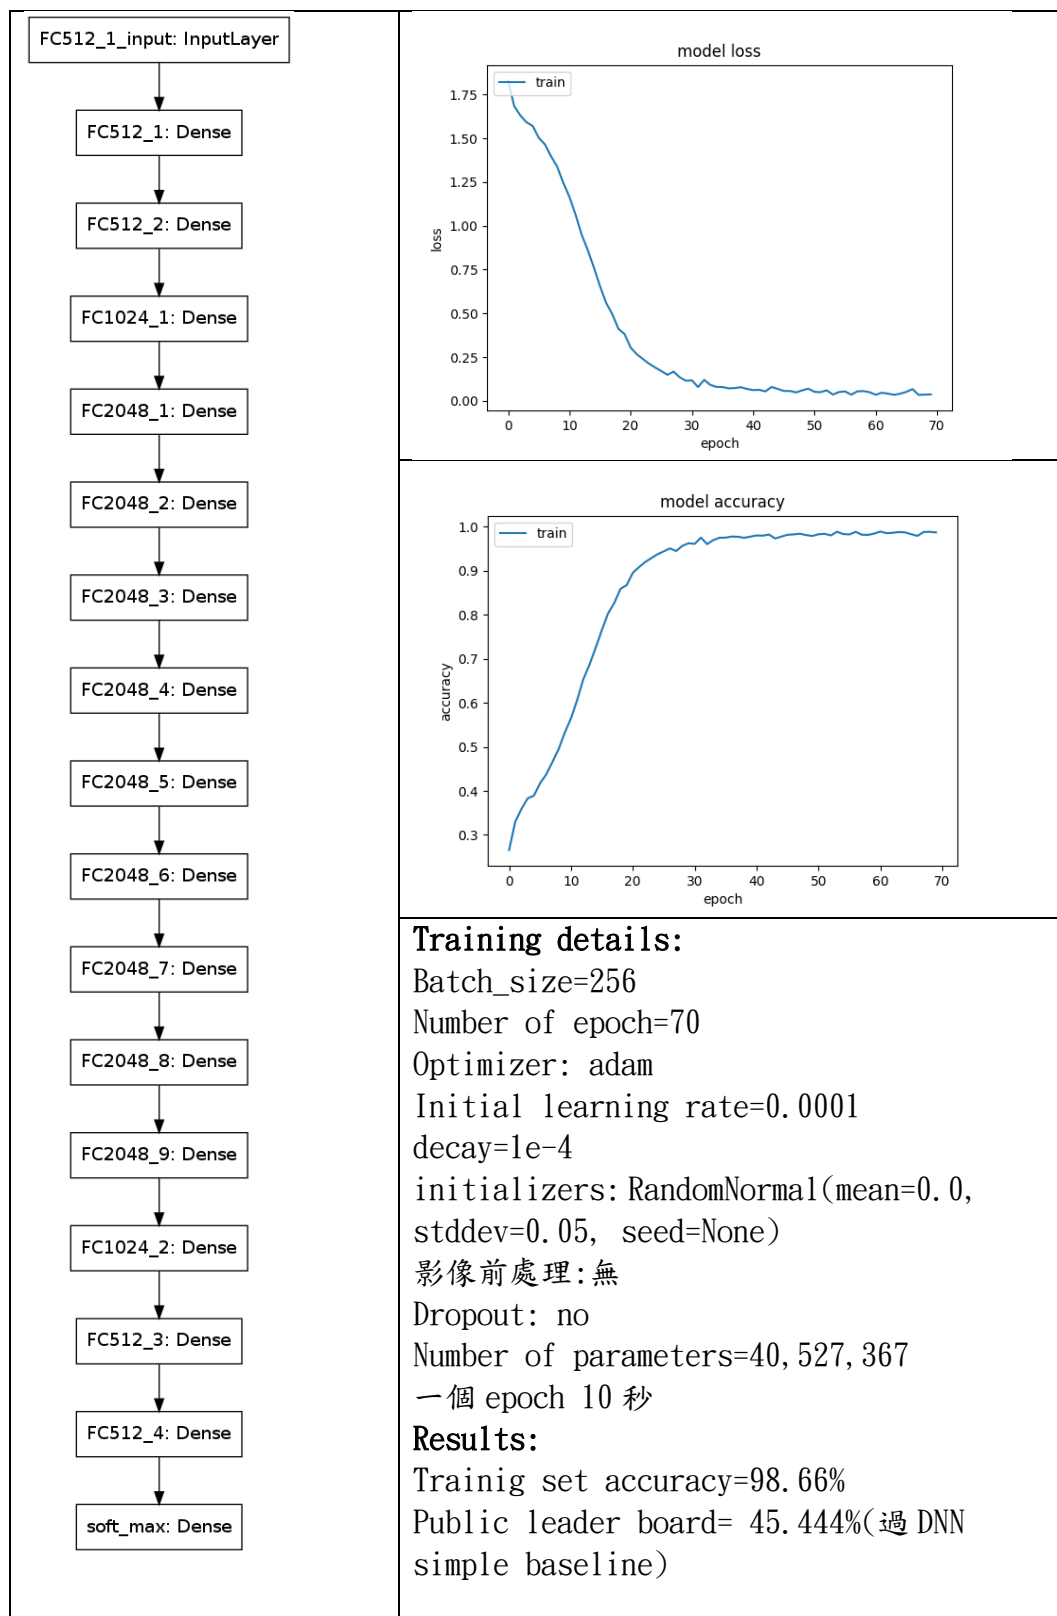 FC512_1_input: InputLayer
FC512_1: Dense
FC512_2: Dense
FC1024_1: Dense
FC2048_1: Dense
FC2048_2: Dense
FC2048_3: Dense
FC2048_4: Dense
FC2048_5: Dense
FC2048_6: Dense
FC2048_7: Dense
FC2048_8: Dense
FC2048_9: Dense
FC1024_2: Dense
FC512_3: Dense
FC512_4: Dense
soft_max: Dense
model loss
train
1.75
1.50
1.25
1.00
0.75
0.50
0.25
0.00
loss
0 10 20 30 40 50 60 70
epoch
model accuracy
train
1.0
0.9
0.8
0.7
0.6
0.5
0.4
0.3
accuracy
0 10 20 30 40 50 60 70
epoch
Training details:
Batch_size=256
Number of epoch=70
Optimizer: adam
Initial learning rate=0.0001
decay=1e-4
initializers:RandomNormal(mean=0.0,
stddev=0.05, seed=None)
影像前處理:無
Dropout: no
Number of parameters=40,527,367
一個 epoch 10 秒
Results:
Trainig set accuracy=98.66%
Public leader board= 45.444%(過 DNN
simple baseline)